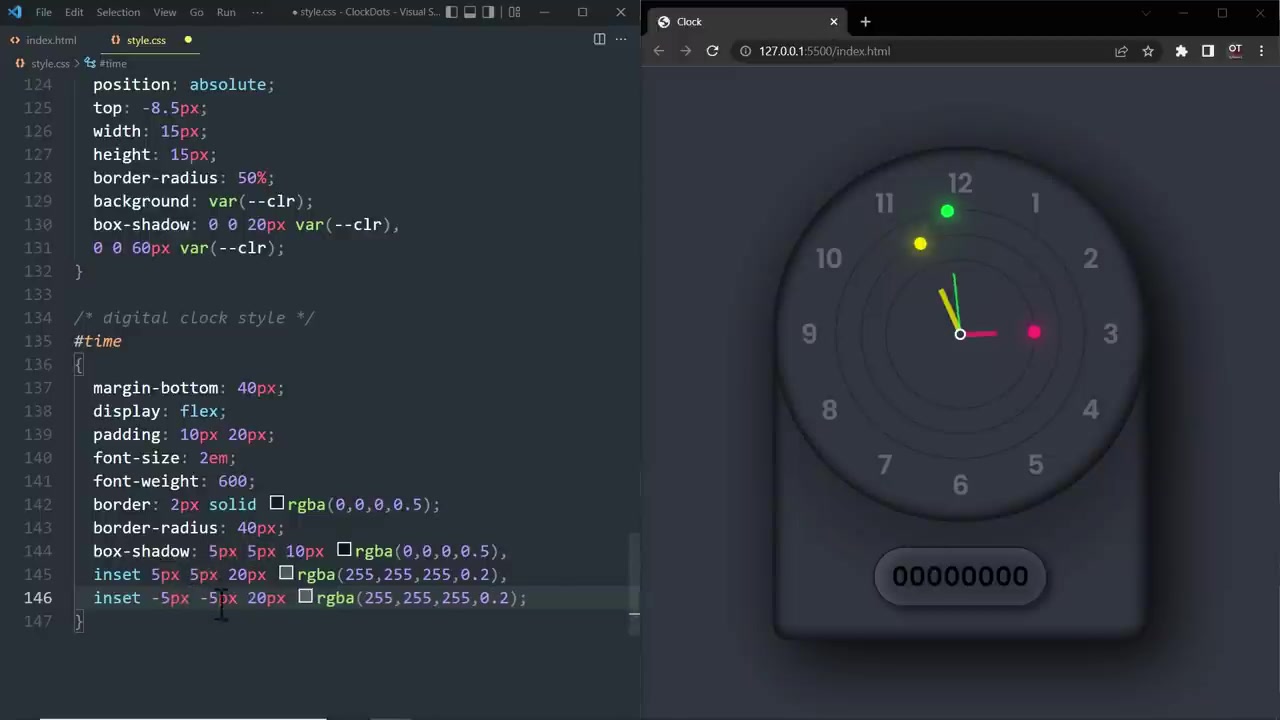 File Edit Selection View Go Run ··· ● style.css - ClockDots - Visual S...
index.html style.css ●
style.css > #time
124 position: absolute;
125 top: -8.5px;
126 width: 15px;
127 height: 15px;
128 border-radius: 50%;
129 background: var(--clr);
130 box-shadow: 0 0 20px var(--clr),
131 0 0 60px var(--clr);
132 }
133
134 /* digital clock style */
135 #time
136 {
137 margin-bottom: 40px;
138 display: flex;
139 padding: 10px 20px;
140 font-size: 2em;
141 font-weight: 600;
142 border: 2px solid rgba(0,0,0,0.5);
143 border-radius: 40px;
144 box-shadow: 5px 5px 10px rgba(0,0,0,0.5),
145 inset 5px 5px 20px rgba(255,255,255,0.2),
146 inset -5px -5px 20px rgba(255,255,255,0.2);
147 }
Clock
127.0.0.1:5500/index.html
OT
12
11 1
10 2
9 3
8 4
7 5
6
00000000